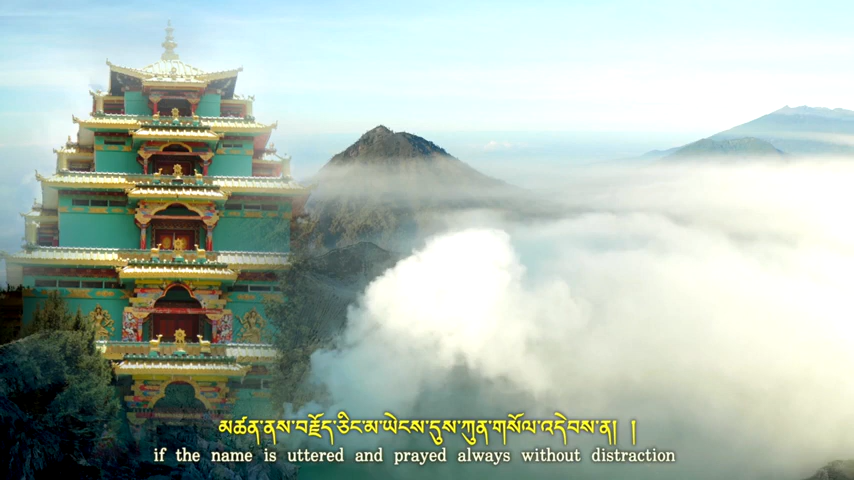 མཚན་ནས་བརྗོད་ཅིང་མ་ཡེངས་དུས་ཀུན་གསོལ་འདེབས་ན། །
if the name is uttered and prayed always without distraction